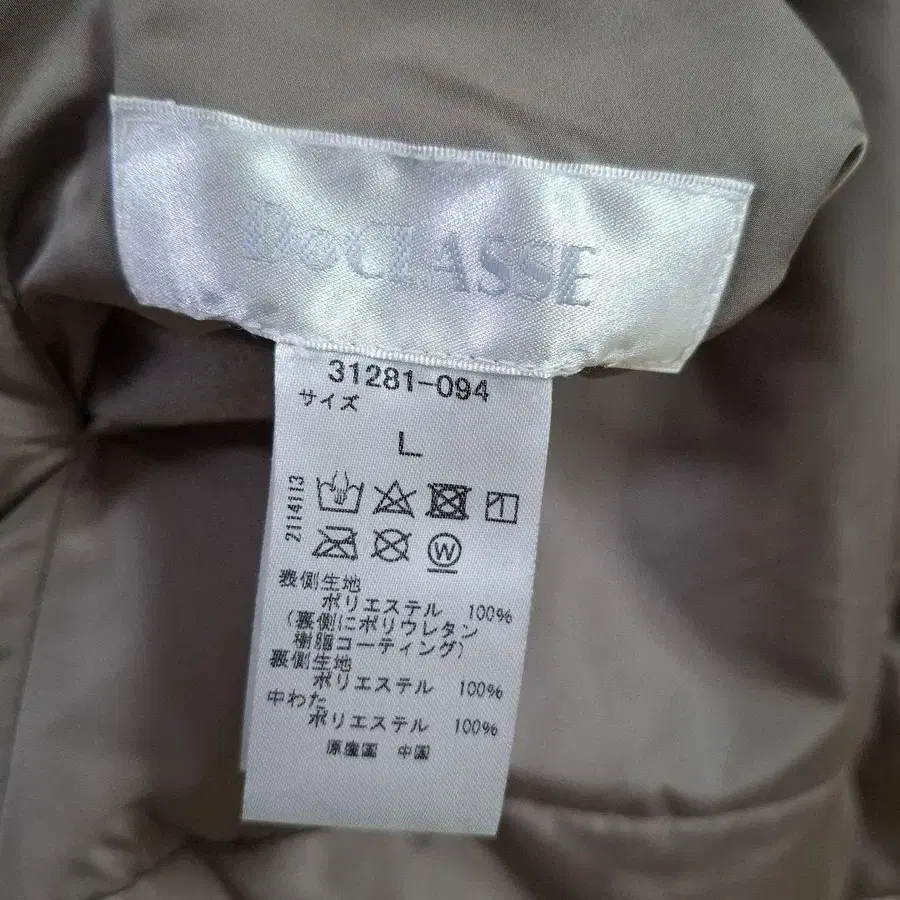 DoCLASSE
31281-094
サイズ
L
2114113
W
表側生地
ポリエステル 100%
(裏側にポリウレタン
樹脂コーティング)
裏側生地
ポリエステル 100%
中わた
ポリエステル 100%
原産国 中国